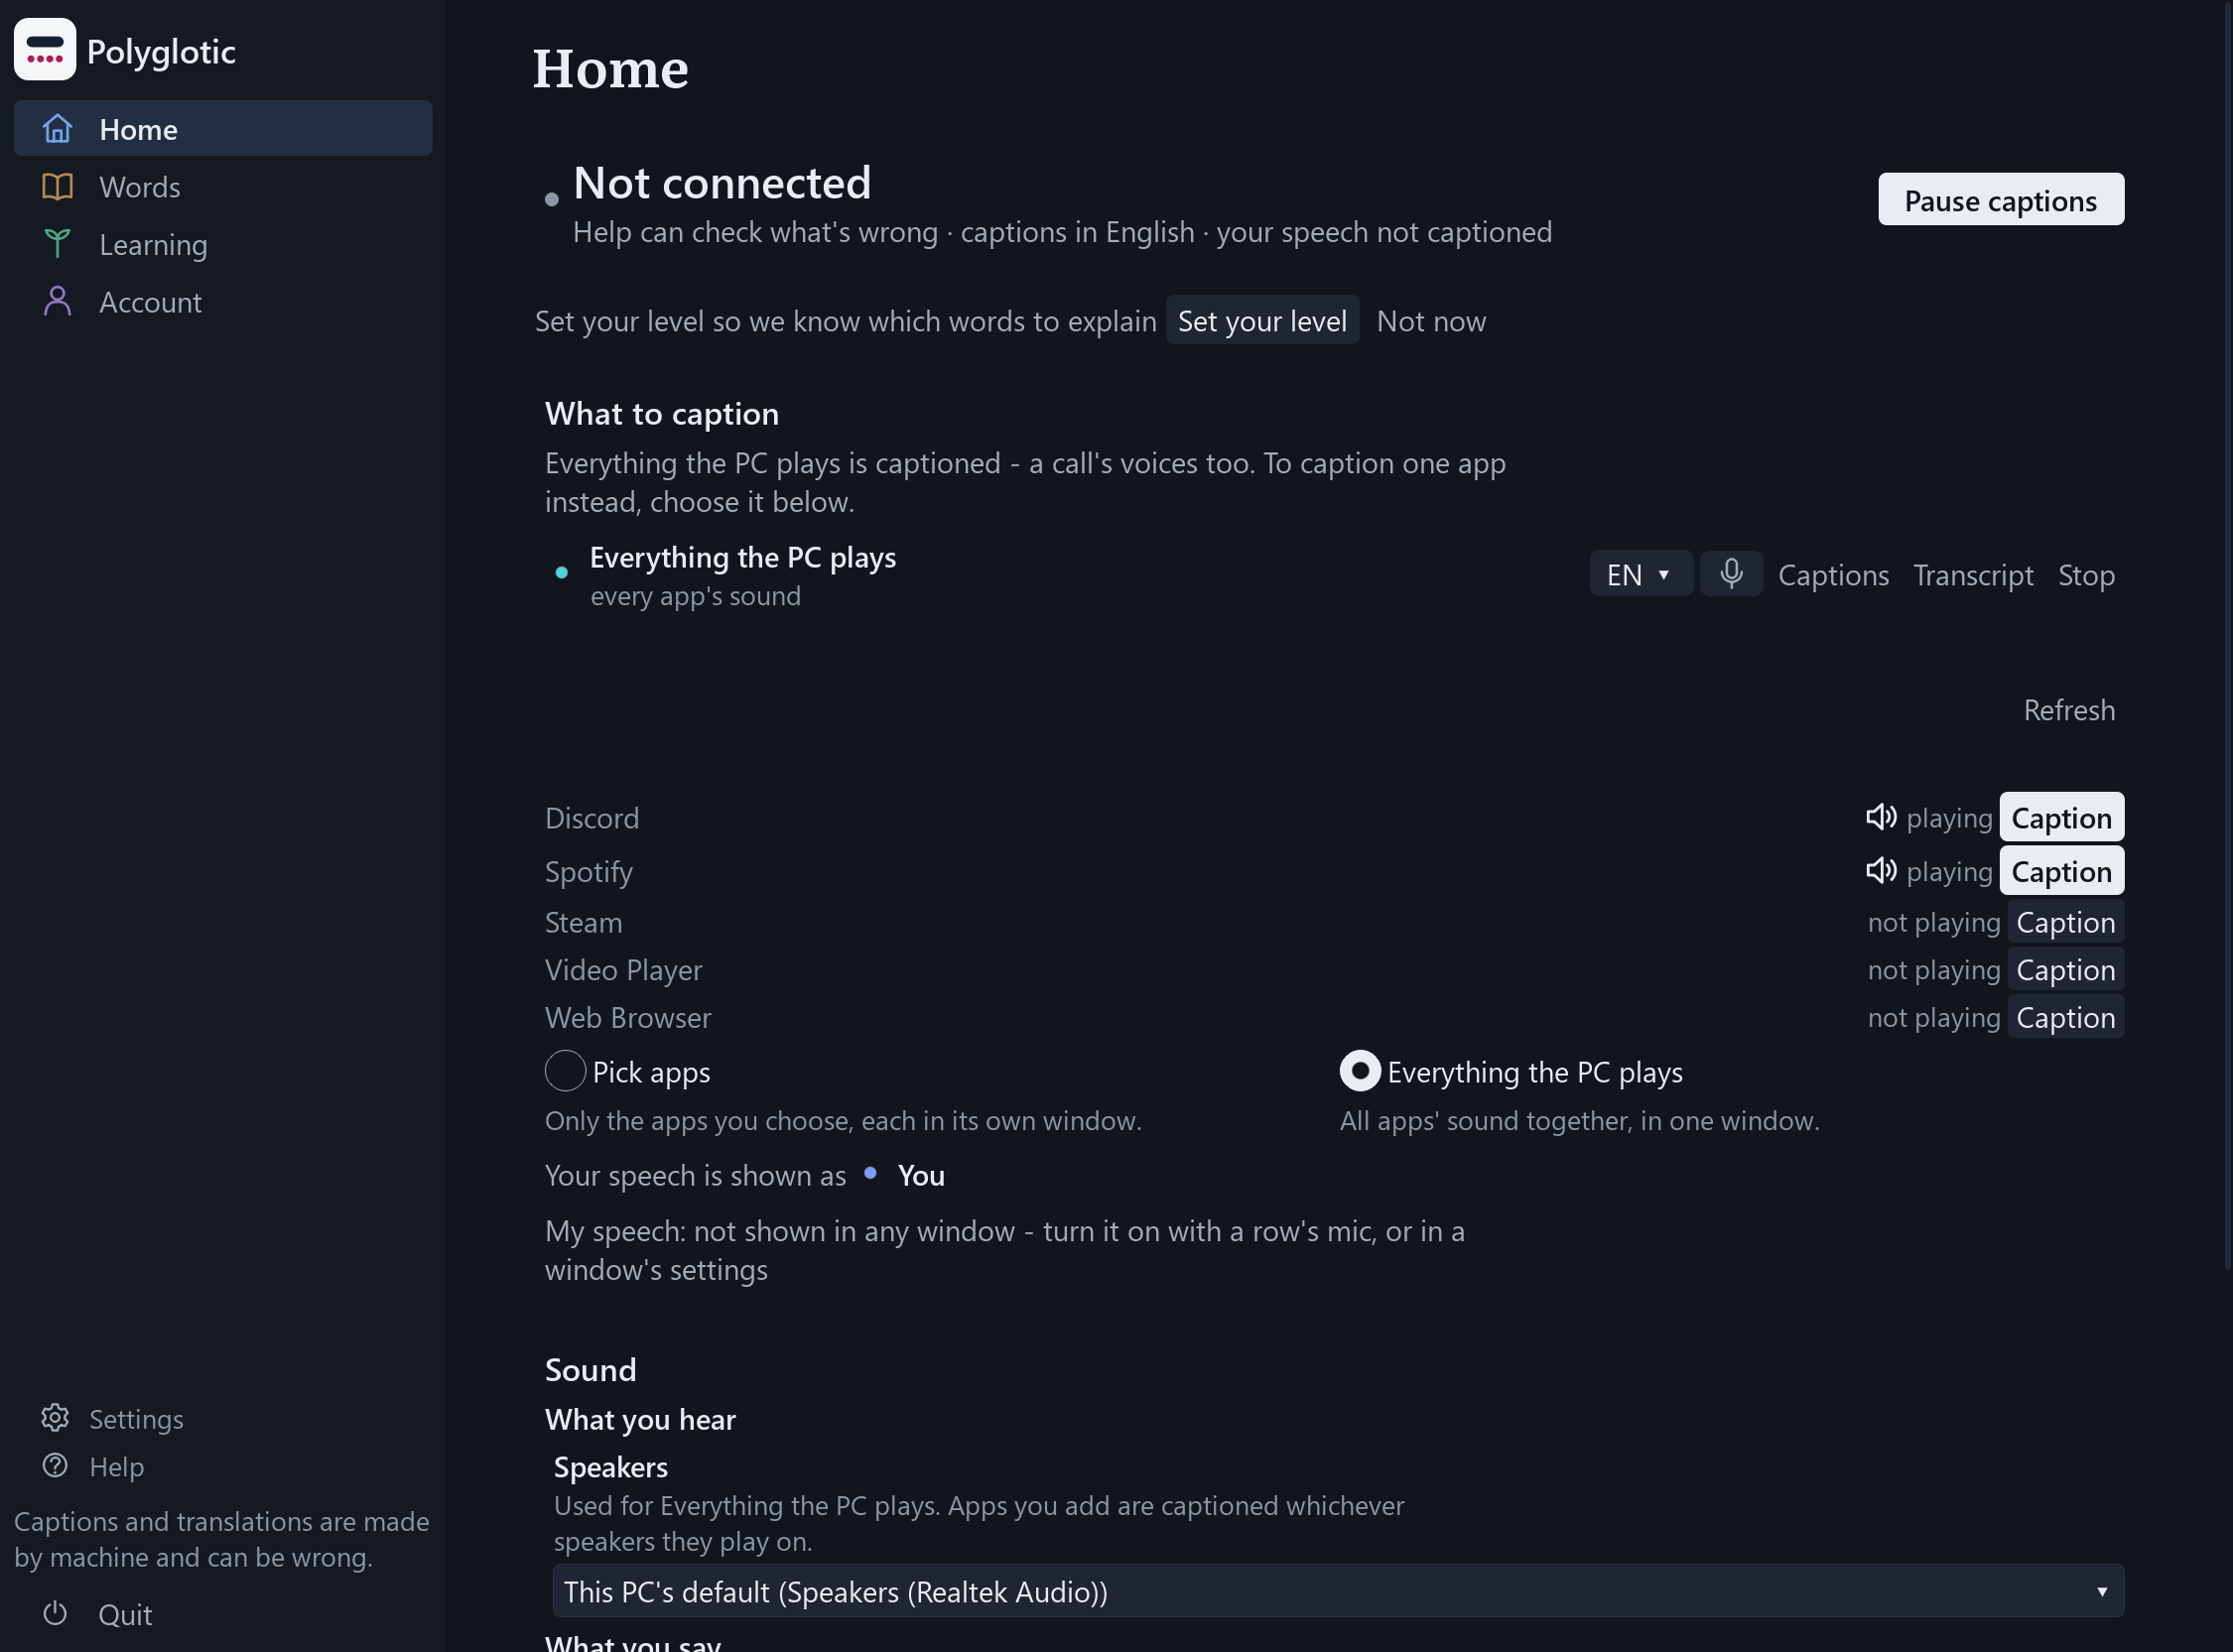 Polyglotic
Home
Words
Learning
Account
Settings
Help
Captions and translations are made
by machine and can be wrong.
Quit
Home
Not connected
Help can check what's wrong · captions in English · your speech not captioned
Pause captions
Set your level so we know which words to explain Set your level Not now
What to caption
Everything the PC plays is captioned - a call's voices too. To caption one app
instead, choose it below.
Everything the PC plays
every app's sound
EN Captions Transcript Stop
Refresh
Discord playing Caption
Spotify playing Caption
Steam not playing Caption
Video Player not playing Caption
Web Browser not playing Caption
Pick apps
Only the apps you choose, each in its own window.
Everything the PC plays
All apps' sound together, in one window.
Your speech is shown as You
My speech: not shown in any window - turn it on with a row's mic, or in a
window's settings
Sound
What you hear
Speakers
Used for Everything the PC plays. Apps you add are captioned whichever
speakers they play on.
This PC's default (Speakers (Realtek Audio))
What you say